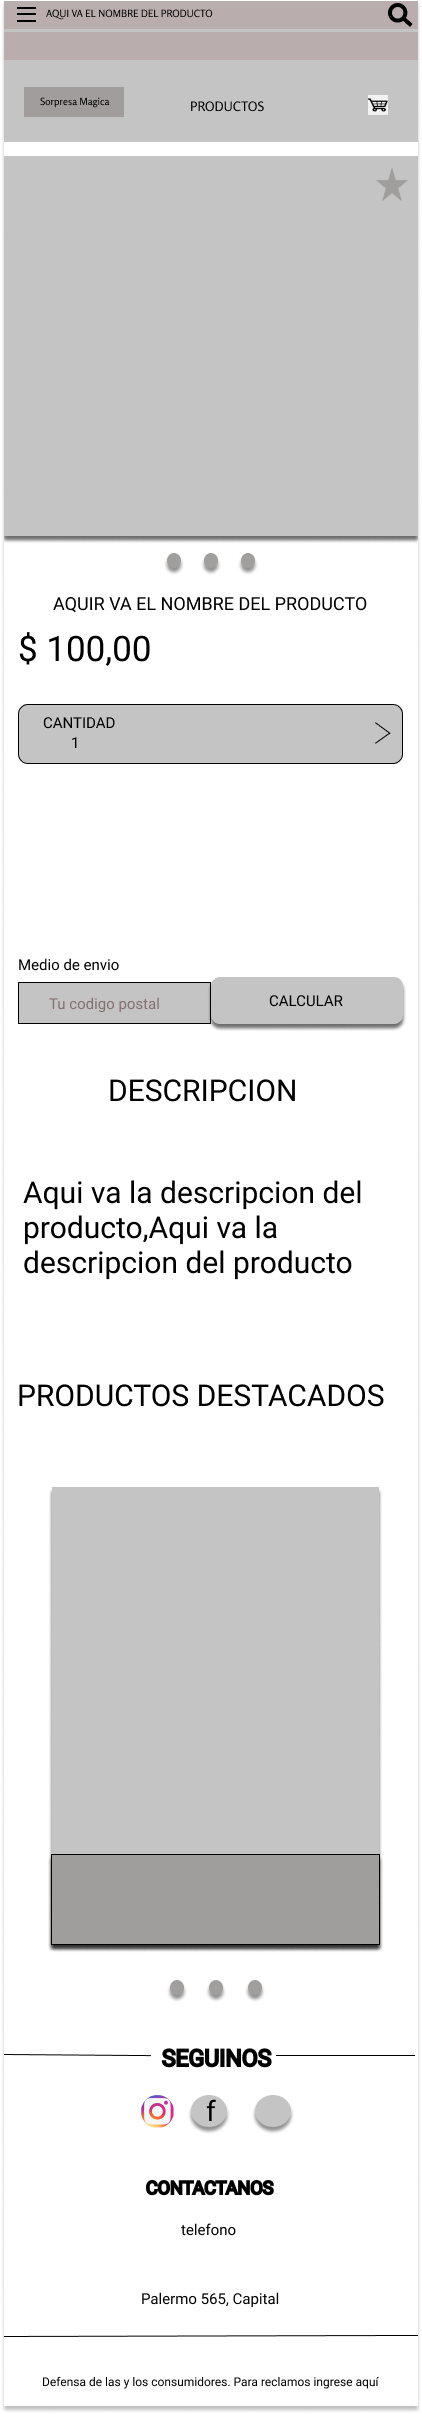 AQUI VA EL NOMBRE DEL PRODUCTO
Sorpresa Magica
PRODUCTOS
AQUIR VA EL NOMBRE DEL PRODUCTO
$ 100,00
CANTIDAD
1
Medio de envio
Tu codigo postal
CALCULAR
DESCRIPCION
Aqui va la descripcion del
producto,Aqui va la
descripcion del producto
PRODUCTOS DESTACADOS
SEGUINOS
f
CONTACTANOS
telefono
Palermo 565, Capital
Defensa de las y los consumidores. Para reclamos ingrese aquí